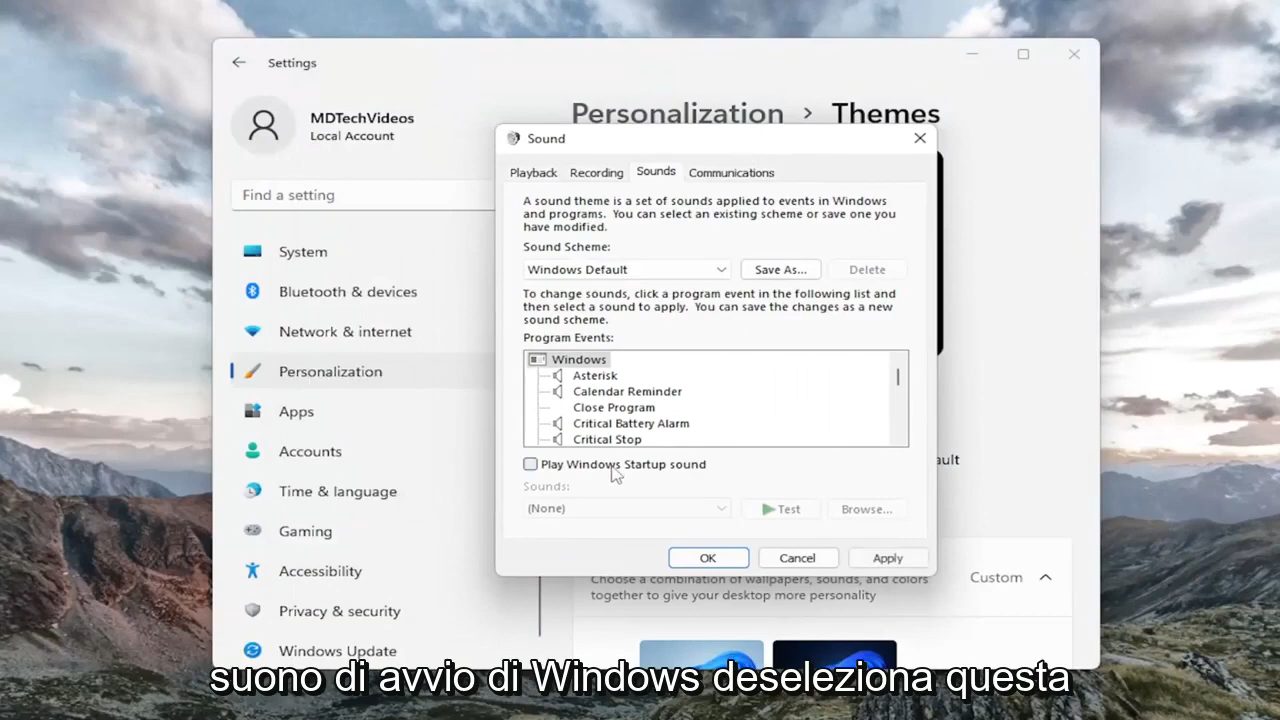 Settings
MDTechVideos
Local Account
Find a setting
System
Bluetooth & devices
Network & internet
Personalization
Apps
Accounts
Time & language
Gaming
Accessibility
Privacy & security
Windows Update
Personalization > Themes
Sound
Playback Recording Sounds Communications
A sound theme is a set of sounds applied to events in Windows
and programs. You can select an existing scheme or save one you
have modified.
Sound Scheme:
Windows Default Save As... Delete
To change sounds, click a program event in the following list and
then select a sound to apply. You can save the changes as a new
sound scheme.
Program Events:
Windows
Asterisk
Calendar Reminder
Close Program
Critical Battery Alarm
Critical Stop
Play Windows Startup sound
Sounds:
(None) Test Browse...
OK Cancel Apply
ault
Choose a combination of wallpapers, sounds, and colors
together to give your desktop more personality
Custom
suono di avvio di Windows deseleziona questa